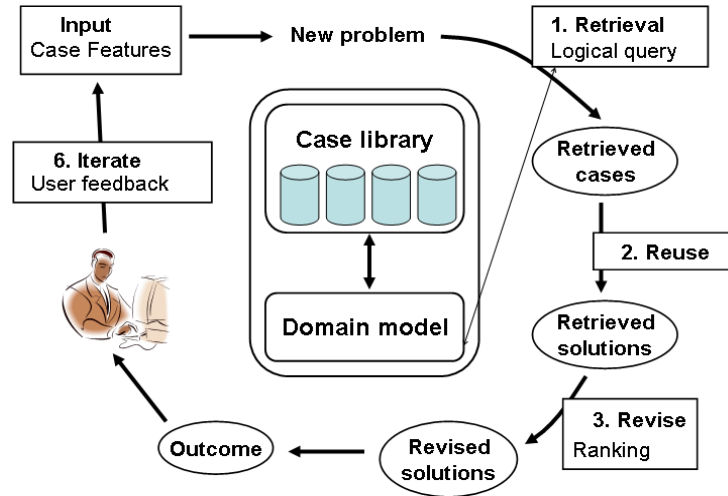 Input
Case Features
New problem
1. Retrieval
Logical query
Case library
Retrieved
cases
6. Iterate
User feedback
2. Reuse
Domain model
Retrieved
solutions
3. Revise
Ranking
Outcome
Revised
solutions